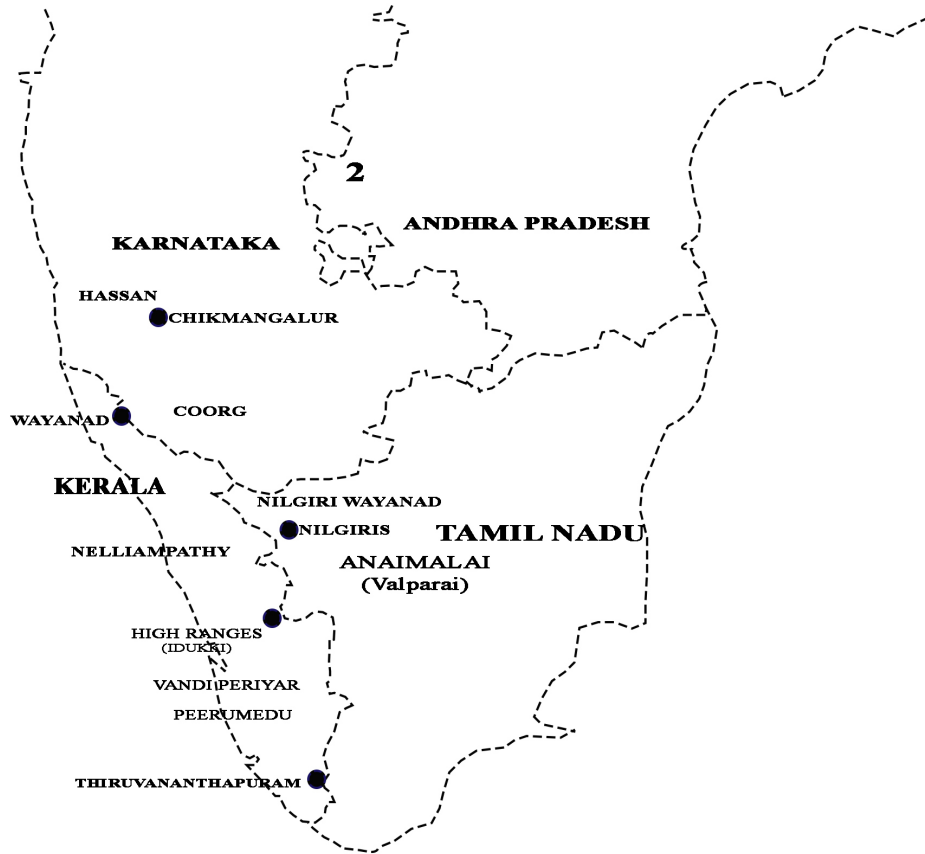 2
ANDHRA PRADESH
KARNATAKA
HASSAN
CHIKMANGALUR
COORG
WAYANAD
KERALA
NILGIRI WAYANAD
NILGIRIS
TAMIL NADU
NELLIAMPATHY
ANAIMALAI
(Valparai)
HIGH RANGES
(IDUKKI)
VANDI PERIYAR
PEERUMEDU
THIRUVANANTHAPURAM